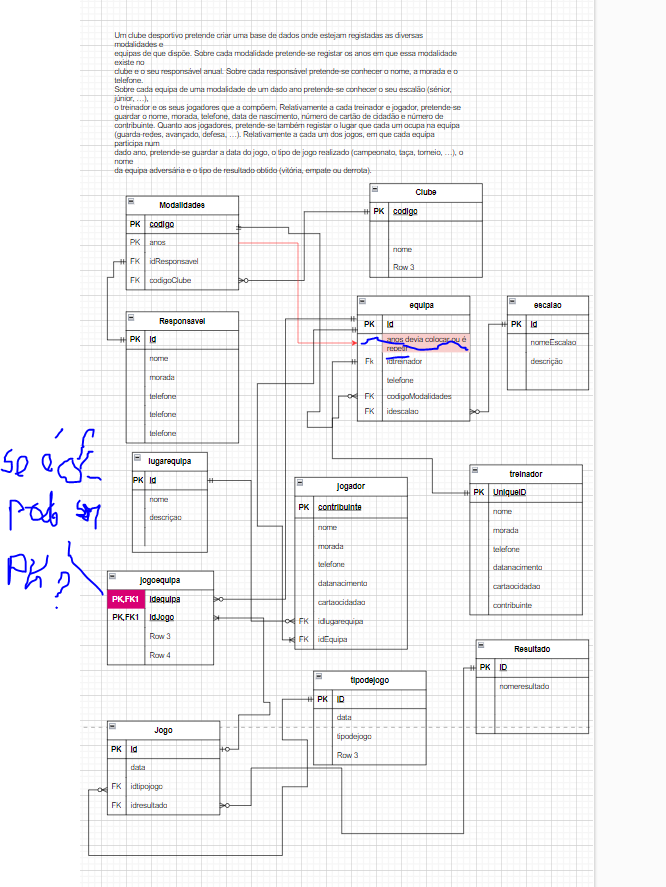 Um clube desportivo pretende criar uma base de dados onde estejam registadas as diversas
modalidades e
equipas de que dispõe. Sobre cada modalidade pretende-se registar os anos em que essa modalidade
existe no
clube e o seu responsável anual. Sobre cada responsável pretende-se conhecer o nome, a morada e o
telefone.
Sobre cada equipa de uma modalidade de um dado ano pretende-se conhecer o seu escalão (sénior,
júnior, …),
o treinador e os seus jogadores que a compõem. Relativamente a cada treinador e jogador, pretende-se
guardar o nome, morada, telefone, data de nascimento, número de cartão de cidadão e número de
contribuinte. Quanto aos jogadores, pretende-se também registar o lugar que cada um ocupa na equipa
(guarda-redes, avançado, defesa, …). Relativamente a cada um dos jogos, em que cada equipa
participa num
dado ano, pretende-se guardar a data do jogo, o tipo de jogo realizado (campeonato, taça, torneio, …), o
nome
da equipa adversária e o tipo de resultado obtido (vitória, empate ou derrota).
Clube
PK codigo
nome
Row 3
Modalidades
PK codigo
PK anos
FK idResponsavel
FK codigoClube
equipa
PK Id
anos devia colocar ou é
repetir
Fk idtreinador
telefone
FK codigoModalidades
FK idescalao
escalao
PK Id
nomeEscalao
descrição
Responsavel
PK Id
nome
morada
telefone
telefone
telefone
se é
PK?
lugarequipa
PK Id
nome
descriçao
jogador
PK contribuinte
nome
morada
telefone
datanacimento
cartaocidadao
FK idlugarequipa
FK idEquipa
treinador
PK UniqueID
nome
morada
telefone
datanacimento
cartaocidadao
contribuinte
jogoequipa
PK,FK1 idequipa
PK,FK1 idJogo
Row 3
Row 4
Resultado
PK ID
nomeresultado
tipodejogo
PK ID
data
tipodejogo
Row 3
Jogo
PK Id
data
FK idtipojogo
FK idresultado